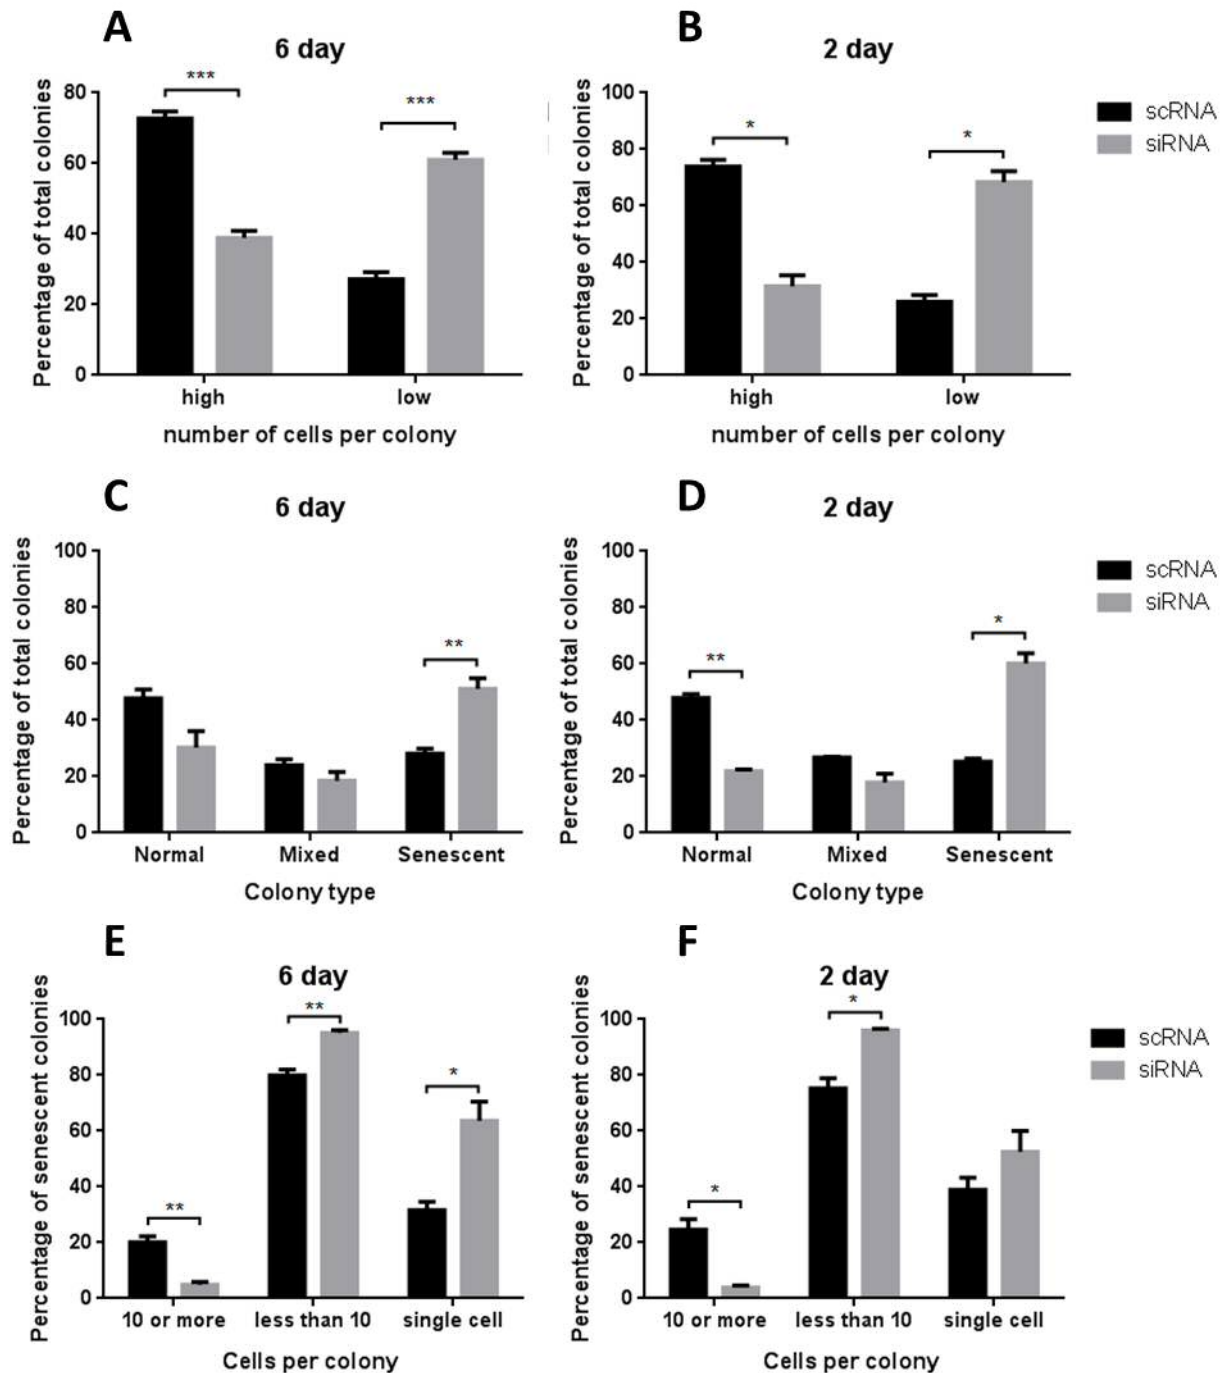 A
6 day
Percentage of total colonies
80
60
40
20
0
***
***
high
low
number of cells per colony
B
2 day
Percentage of total colonies
100
80
60
40
20
0
*
*
high
low
number of cells per colony
scRNA
siRNA
C
6 day
Percentage of total colonies
100
80
60
40
20
0
**
Normal
Mixed
Senescent
Colony type
D
2 day
Percentage of total colonies
100
80
60
40
20
0
**
*
Normal
Mixed
Senescent
Colony type
scRNA
siRNA
E
6 day
Percentage of senescent colonies
100
80
60
40
20
0
**
**
*
10 or more
less than 10
single cell
Cells per colony
F
2 day
Percentage of senescent colonies
100
80
60
40
20
0
*
*
10 or more
less than 10
single cell
Cells per colony
scRNA
siRNA